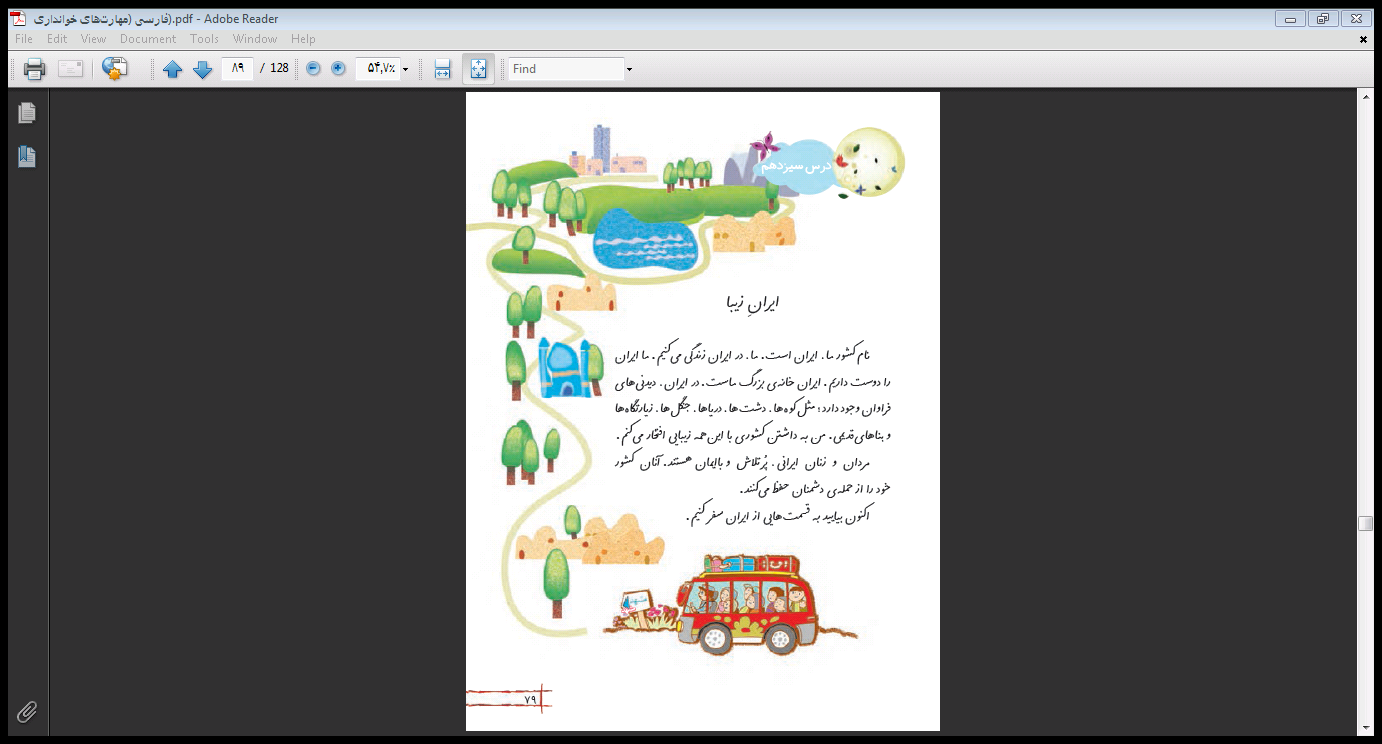 فارسی (مهارت‌های خوانداری).pdf - Adobe Reader
File Edit View Document Tools Window Help
۸۹ / 128 ۵۴٫۷٪ Find
درس سیزدهم
ایرانِ زیبا
نام کشور ما، ایران است. ما، در ایران زندگی می‌کنیم. ما ایران
را دوست داریم. ایران خانه‌ی بزرگ ماست. در ایران، دیدنی‌های
فراوان وجود دارد؛ مثل کوه‌ها، دشت‌ها، دریاها، جنگل‌ها، زیارتگاه‌ها
و بناهای قدیمی. من به داشتن کشوری با این همه زیبایی افتخار می‌کنم.
مردان و زنان ایرانی، پُرتلاش و باایمان هستند. آنان کشور
خود را از حمله‌ی دشمنان حفظ می‌کنند.
اکنون بیایید به قسمت‌هایی از ایران سفر کنیم.
۷۹